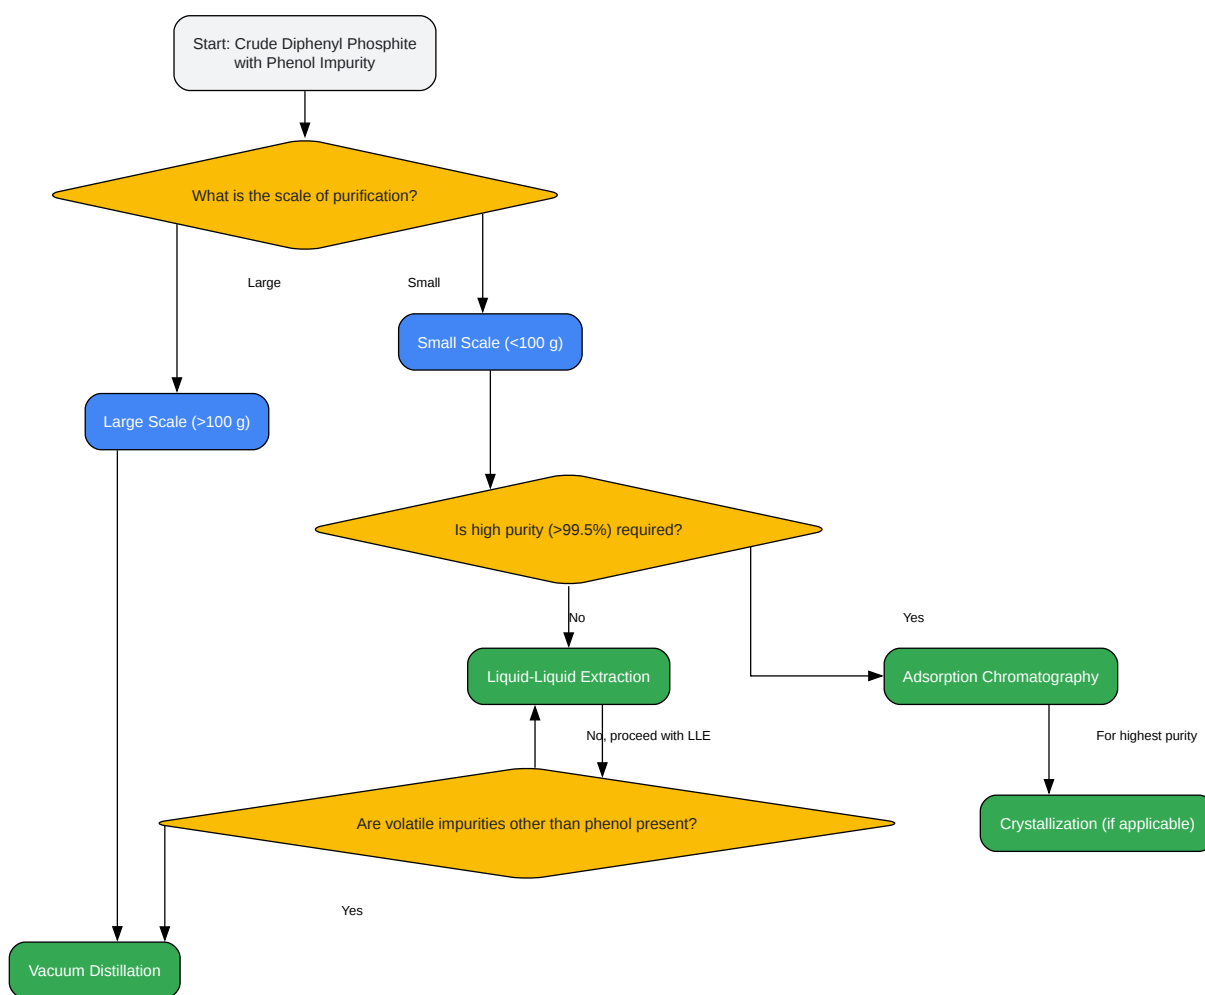 Start: Crude Diphenyl Phosphite
with Phenol Impurity
What is the scale of purification?
Large
Small
Small Scale (<100 g)
Large Scale (>100 g)
Is high purity (>99.5%) required?
No
Yes
Liquid-Liquid Extraction
Adsorption Chromatography
No, proceed with LLE
For highest purity
Are volatile impurities other than phenol present?
Crystallization (if applicable)
Yes
Vacuum Distillation